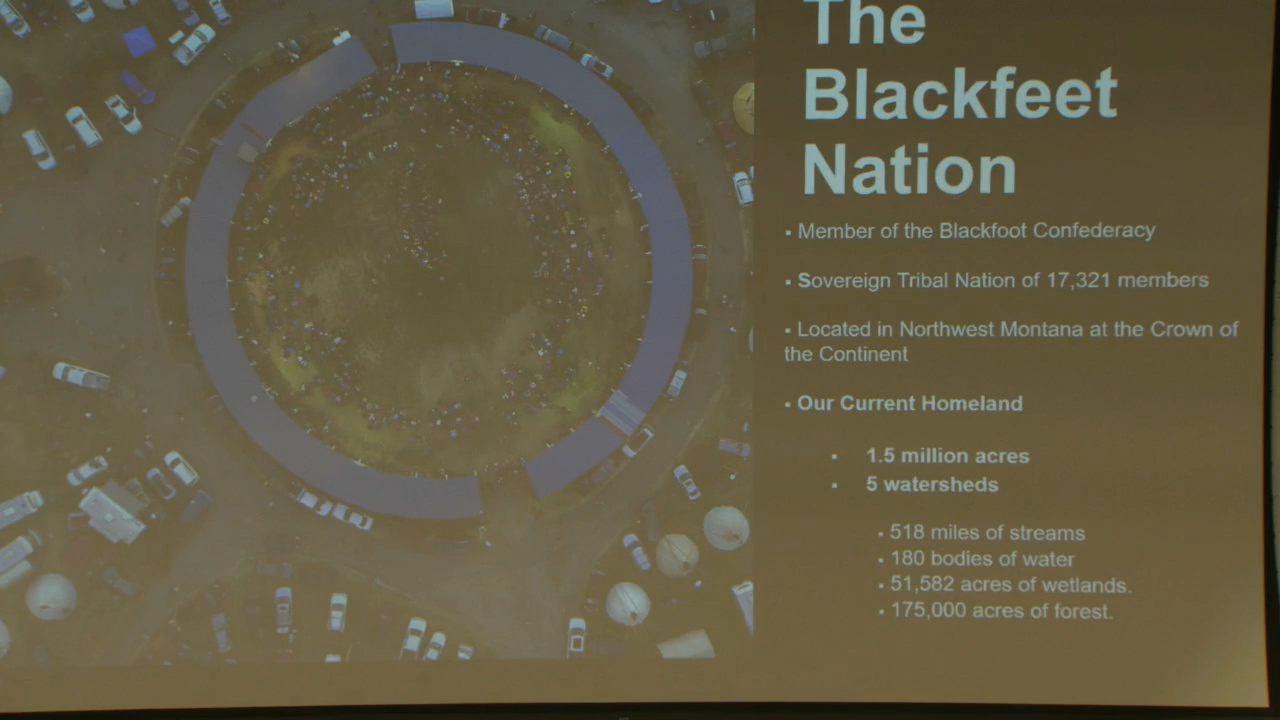 The
Blackfeet
Nation
▪ Member of the Blackfoot Confederacy
▪ Sovereign Tribal Nation of 17,321 members
▪ Located in Northwest Montana at the Crown of
the Continent
▪ Our Current Homeland
▪ 1.5 million acres
▪ 5 watersheds
▪ 518 miles of streams
▪ 180 bodies of water
▪ 51,582 acres of wetlands.
▪ 175,000 acres of forest.